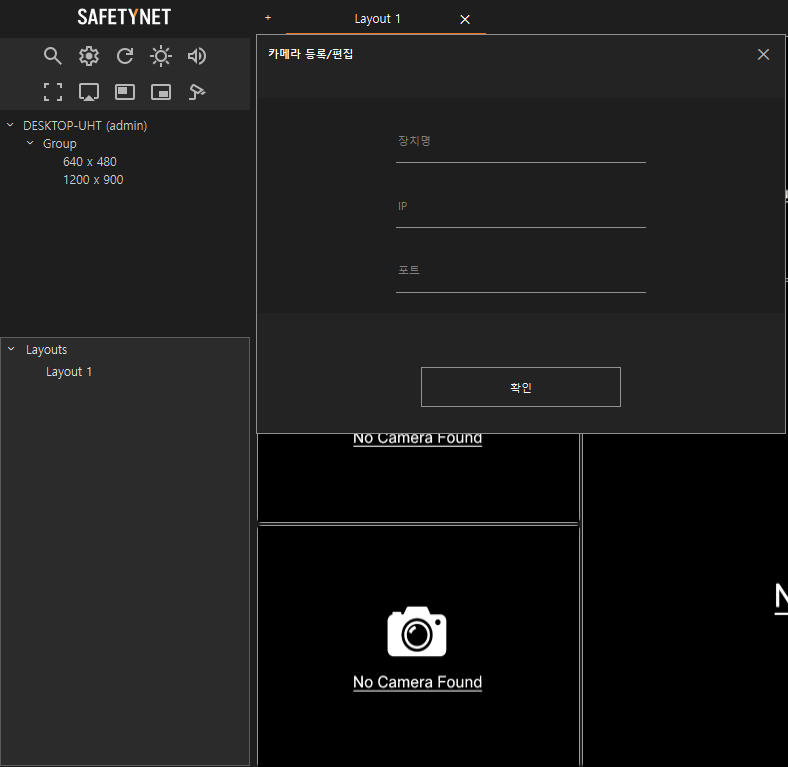 SAFETYNET
+ Layout 1
카메라 등록/편집
DESKTOP-UHT (admin)
Group
640 x 480
1200 x 900
장치명
IP
포트
확인
Layouts
Layout 1
No Camera Found
No Camera Found
N